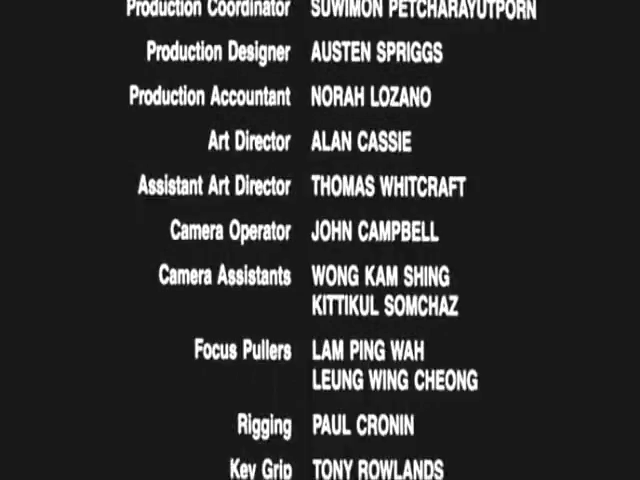 Production Coordinator SUWIMON PETCHARAYUTPORN
Production Designer AUSTEN SPRIGGS
Production Accountant NORAH LOZANO
Art Director ALAN CASSIE
Assistant Art Director THOMAS WHITCRAFT
Camera Operator JOHN CAMPBELL
Camera Assistants WONG KAM SHING
KITTIKUL SOMCHAZ
Focus Pullers LAM PING WAH
LEUNG WING CHEONG
Rigging PAUL CRONIN
Key Grip TONY ROWLANDS